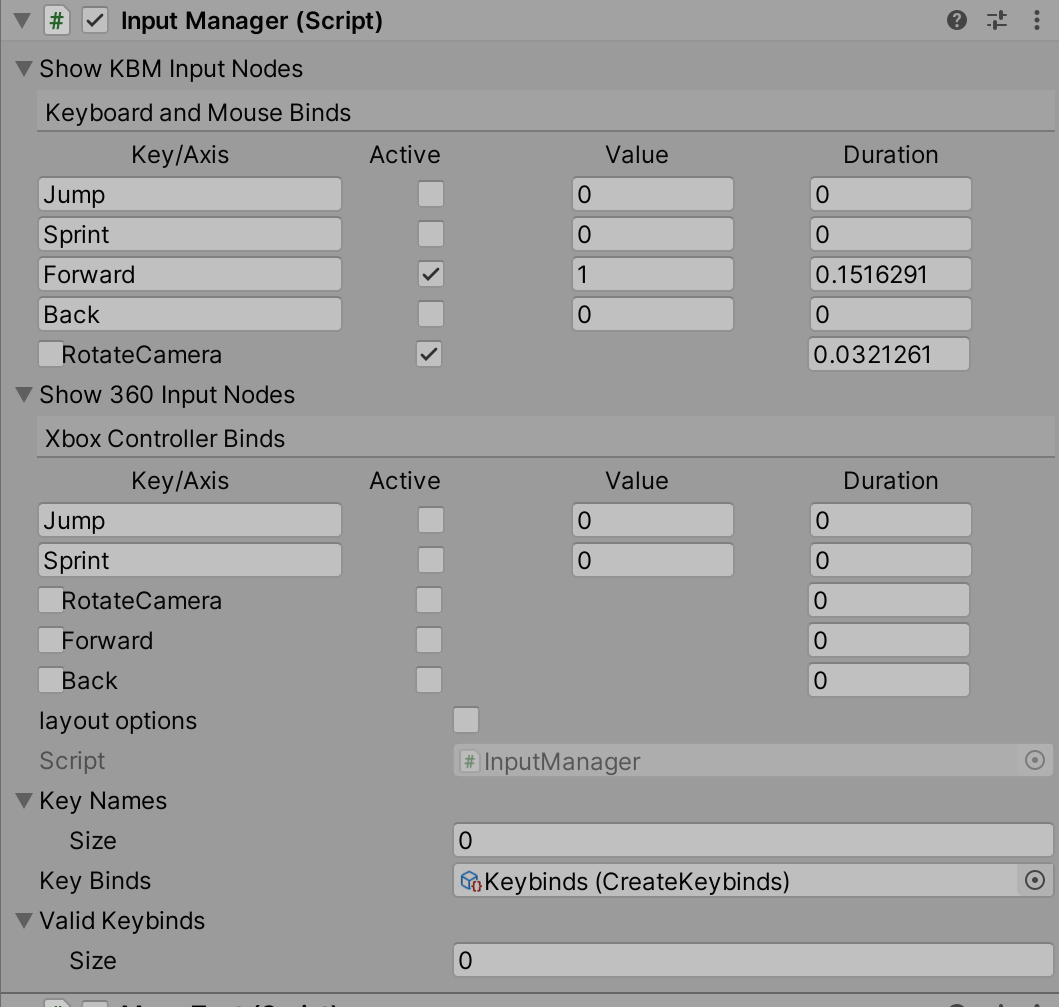 Input Manager (Script)
Show KBM Input Nodes
Keyboard and Mouse Binds
Key/Axis Active Value Duration
Jump 0 0
Sprint 0 0
Forward 1 0.1516291
Back 0 0
RotateCamera 0.0321261
Show 360 Input Nodes
Xbox Controller Binds
Key/Axis Active Value Duration
Jump 0 0
Sprint 0 0
RotateCamera 0
Forward 0
Back 0
layout options
Script # InputManager
Key Names
Size 0
Key Binds Keybinds (CreateKeybinds)
Valid Keybinds
Size 0